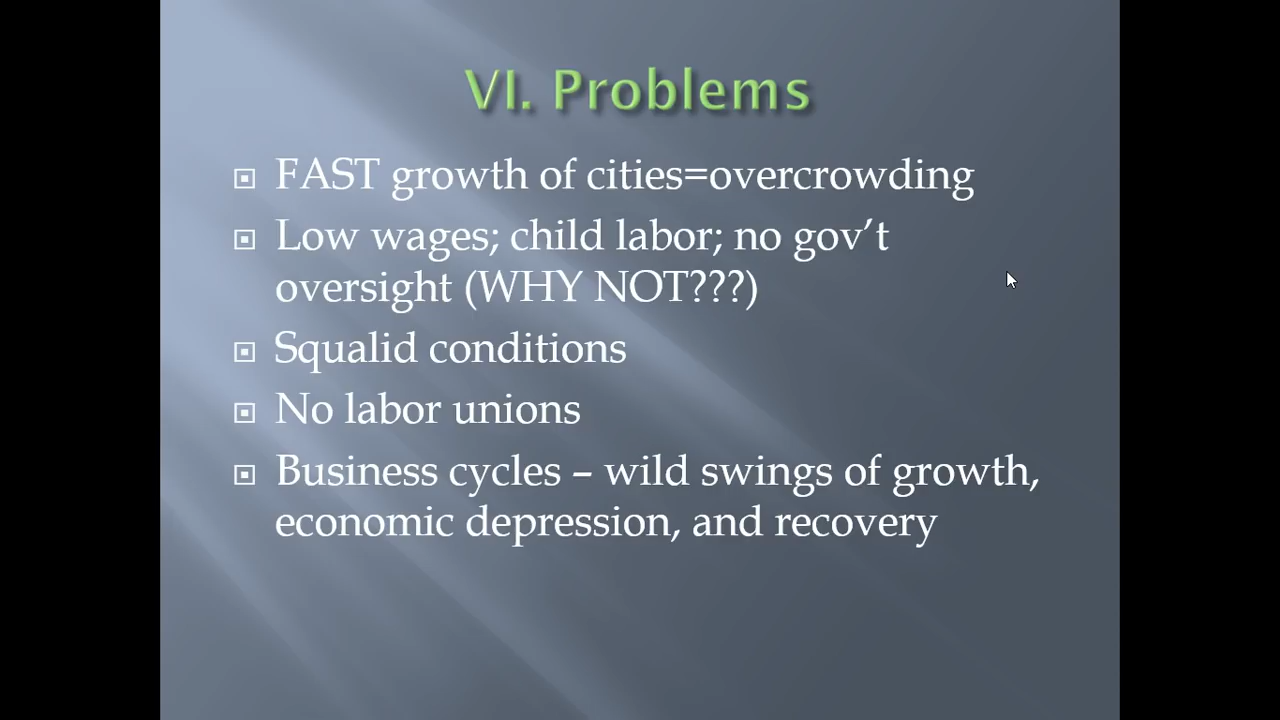 VI. Problems
FAST growth of cities=overcrowding
Low wages; child labor; no gov’t
oversight (WHY NOT???)
Squalid conditions
No labor unions
Business cycles – wild swings of growth,
economic depression, and recovery